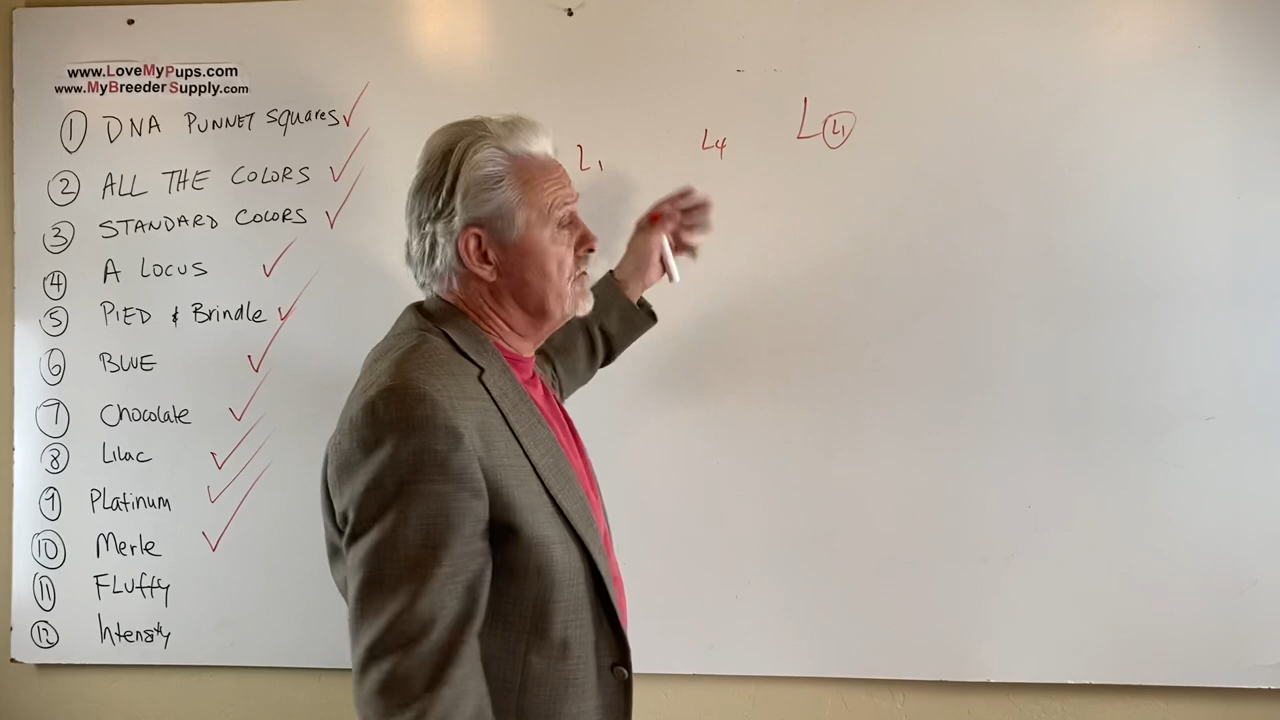 www.LoveMyPups.com
www.MyBreederSupply.com
1 DNA PUNNET Squares
2 ALL THE COLORS
3 STANDARD COLORS
4 A LOCUS
5 PIED & Brindle
6 BLUE
7 Chocolate
8 Lilac
9 PLatinum
10 Merle
11 FLuffy
12 Intensity
L1 L4 L L1